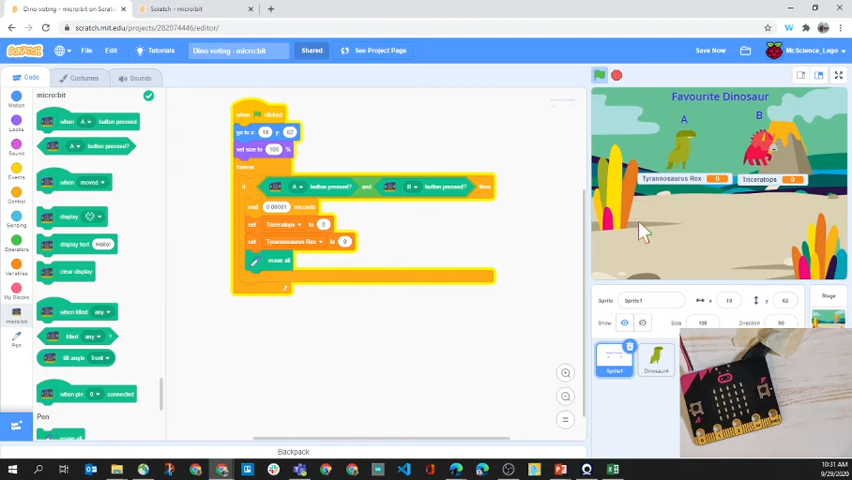 Dino voting - micro:bit on Scratc
Scratch - micro:bit
scratch.mit.edu/projects/282074446/editor/
SCRATCH File Edit Tutorials Dino voting - micro:bit Shared See Project Page Save Now McScience_Lego
Code Costumes Sounds
micro:bit
Motion
Looks
Sound
Events
Control
Sensing
Operators
Variables
My Blocks
micro:bit
Pen
when A button pressed
A button pressed?
when moved
display
display text Hello!
clear display
when tilted any
tilted any ?
tilt angle front
when pin 0 connected
Pen
erase all
when clicked
go to x: 19 y: 62
set size to 100 %
forever
if A button pressed? and B button pressed? then
wait 0.00001 seconds
set Triceratops to 0
set Tyrannosaurus Rex to 0
erase all
Favourite Dinosaur
A B
Tyrannosaurus Rex 0 Triceratops 0
Sprite Sprite1 x 19 y 62
Show Size 100 Direction 90
Stage
Sprite1
Dinosaur4
Backpack
10:31 AM
9/29/2020